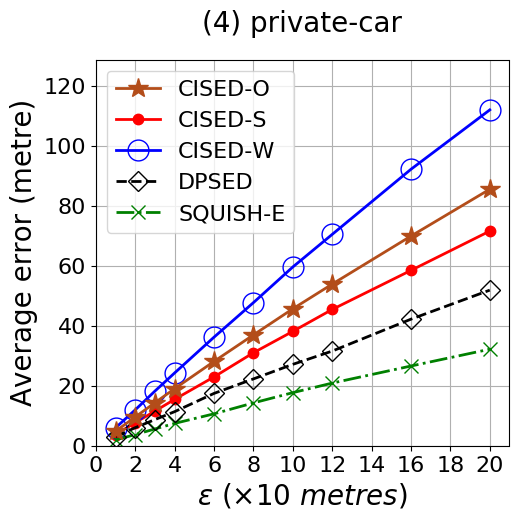 (4) private-car
Average error (metre)
120
100
80
60
40
20
0
CISED-O
CISED-S
CISED-W
DPSED
SQUISH-E
0 2 4 6 8 10 12 14 16 18 20
ε (×10 metres)